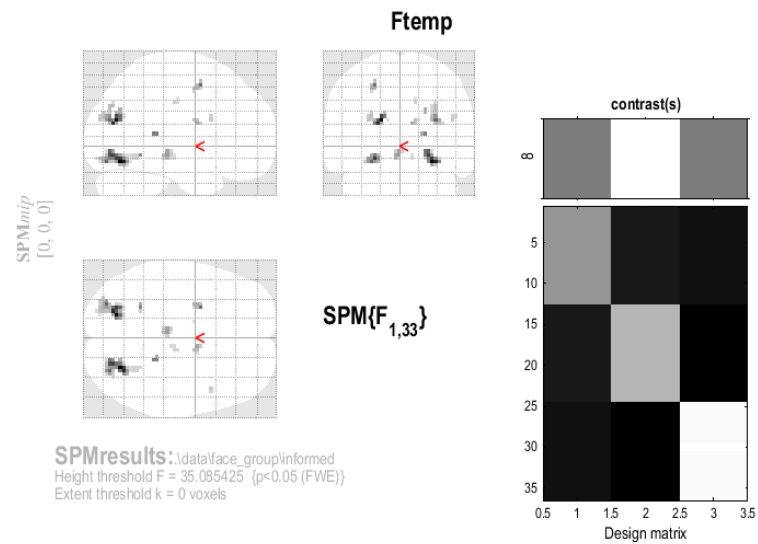 Ftemp
SPMmip
[0, 0, 0]
<
<
<
SPM{F1,33}
SPMresults: .\data\face_group\informed
Height threshold F = 35.085425 {p<0.05 (FWE)}
Extent threshold k = 0 voxels
contrast(s)
8
5
10
15
20
25
30
35
0.5 1 1.5 2 2.5 3 3.5
Design matrix